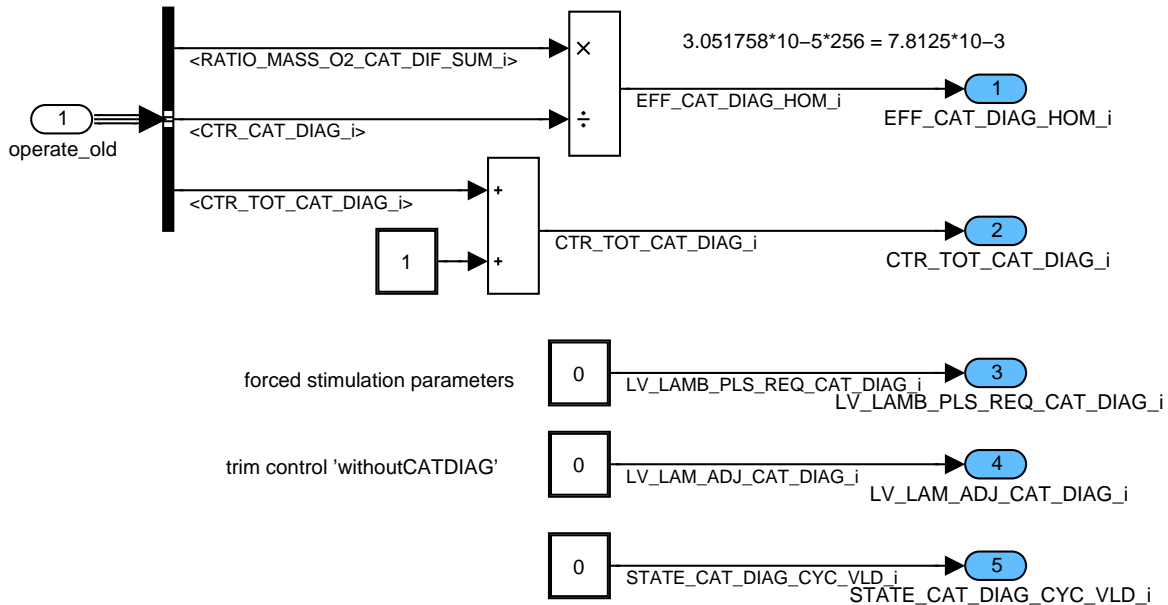 3.051758*10−5*256 = 7.8125*10−3
×
<RATIO_MASS_O2_CAT_DIF_SUM_i>
1
EFF_CAT_DIAG_HOM_i
EFF_CAT_DIAG_HOM_i
1
operate_old
<CTR_CAT_DIAG_i>
÷
+
<CTR_TOT_CAT_DIAG_i>
2
CTR_TOT_CAT_DIAG_i
CTR_TOT_CAT_DIAG_i
1
+
forced stimulation parameters
0
LV_LAMB_PLS_REQ_CAT_DIAG_i
3
LV_LAMB_PLS_REQ_CAT_DIAG_i
trim control ’withoutCATDIAG’
0
LV_LAM_ADJ_CAT_DIAG_i
4
LV_LAM_ADJ_CAT_DIAG_i
0
STATE_CAT_DIAG_CYC_VLD_i
5
STATE_CAT_DIAG_CYC_VLD_i